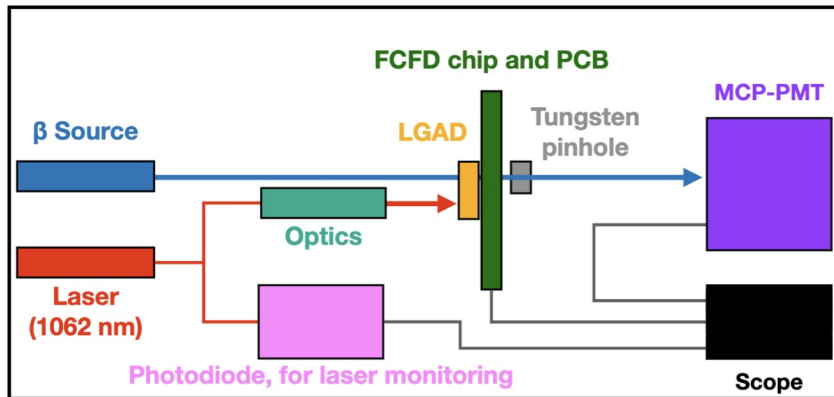 FCFD chip and PCB
MCP-PMT
β Source
LGAD
Tungsten
pinhole
Optics
Laser
(1062 nm)
Photodiode, for laser monitoring
Scope